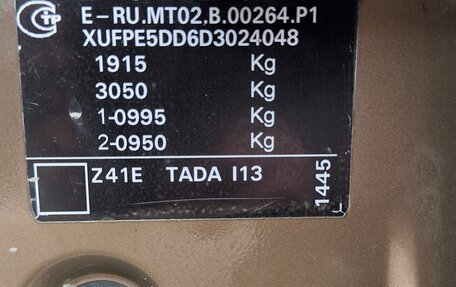 E-RU.MT02.B.00264.P1
XUFPE5DD6D3024048
1915 Kg
3050 Kg
1-0995 Kg
2-0950 Kg
Z41E TADA I13
1445